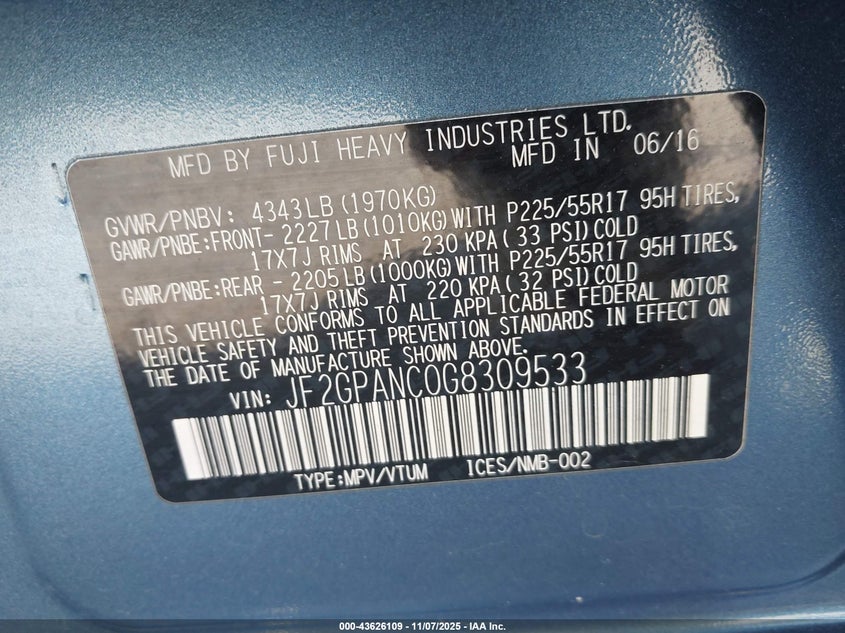 MFD BY FUJI HEAVY INDUSTRIES LTD.
MFD IN 06/16
GVWR/PNBV: 4343LB (1970KG)
GAWR/PNBE:FRONT- 2227LB (1010KG) WITH P225/55R17 95H TIRES,
17X7J RIMS AT 230 KPA( 33 PSI) COLD
GAWR/PNBE:REAR - 2205LB (1000KG) WITH P225/55R17 95H TIRES,
17X7J RIMS AT 220 KPA( 32 PSI) COLD
THIS VEHICLE CONFORMS TO ALL APPLICABLE FEDERAL MOTOR
VEHICLE SAFETY AND THEFT PREVENTION STANDARDS IN EFFECT ON
THE DATE OF MANUFACTURE SHOWN ABOVE.
VIN: JF2GPANC0G8309533
TYPE:MPV/VTUM ICES/NMB-002
000-43626109 - 11/07/2025 - IAA Inc.